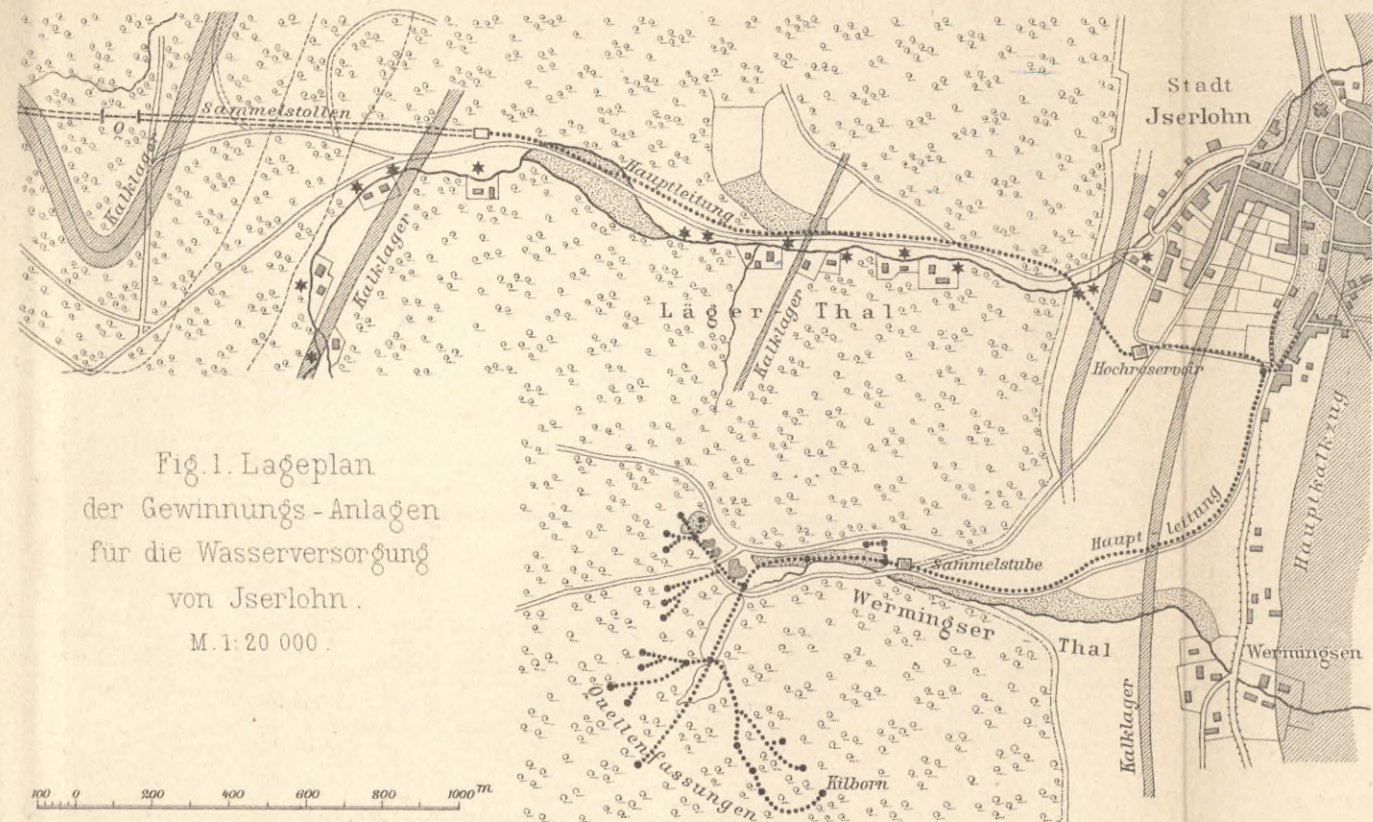 Sammelstollen
Q
Kalklager
Kalklager
Hauptleitung
Stadt
Jserlohn
Läger-Thal
Kalklager
Hochreservoir
Hauptkalkzug
Fig. 1. Lageplan
der Gewinnungs-Anlagen
für die Wasserversorgung
von Jserlohn.
M. 1:20 000.
Haupt-leitung
Sammelstube
Wermingser Thal
Wermingsen
Kalklager
Quellenfassungen
Kilborn
100 0 200 400 600 800 1000 m